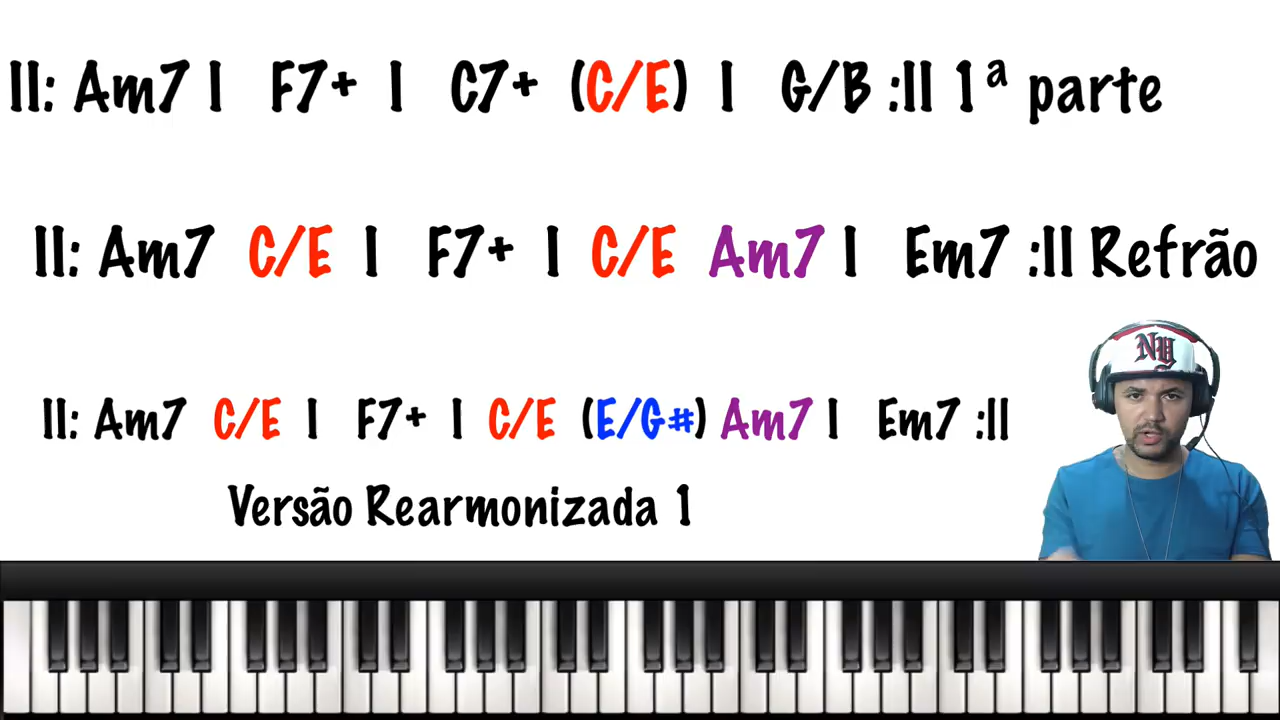 II: Am7 I F7+ I C7+ (C/E) I G/B :II 1ª parte
II: Am7 C/E I F7+ I C/E Am7 I Em7 :II Refrão
II: Am7 C/E I F7+ I C/E (E/G#) Am7 I Em7 :II
Versão Rearmonizada 1
NY